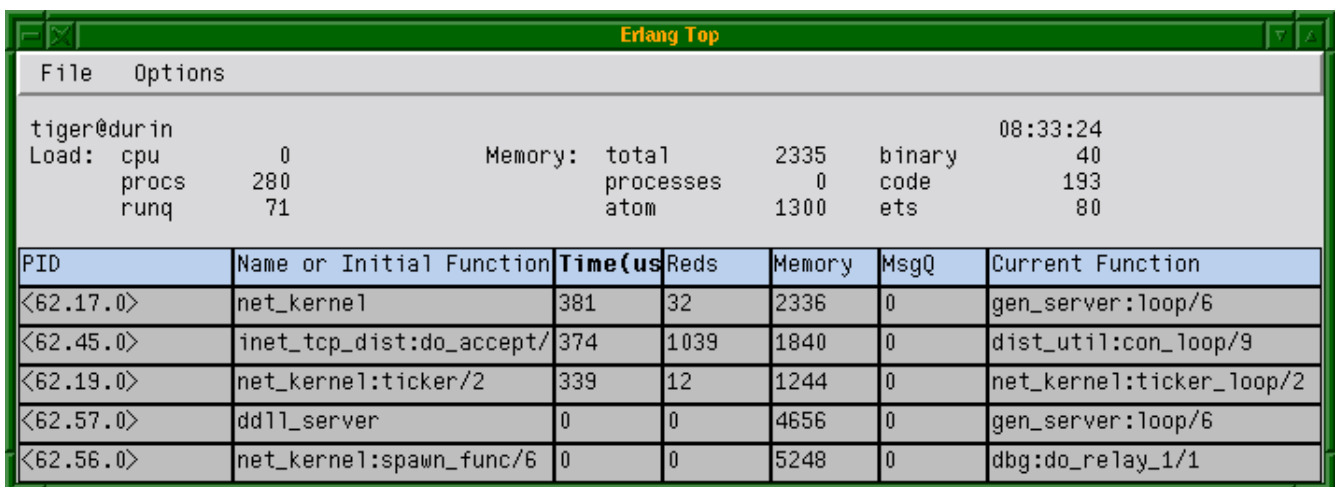 Erlang Top
File Options
tiger@durin 08:33:24
Load: cpu 0 Memory: total 2335 binary 40
procs 280 processes 0 code 193
runq 71 atom 1300 ets 80
PID Name or Initial Function Time(us Reds Memory MsgQ Current Function
<62.17.0> net_kernel 381 32 2336 0 gen_server:loop/6
<62.45.0> inet_tcp_dist:do_accept/ 374 1039 1840 0 dist_util:con_loop/9
<62.19.0> net_kernel:ticker/2 339 12 1244 0 net_kernel:ticker_loop/2
<62.57.0> ddll_server 0 0 4656 0 gen_server:loop/6
<62.56.0> net_kernel:spawn_func/6 0 0 5248 0 dbg:do_relay_1/1